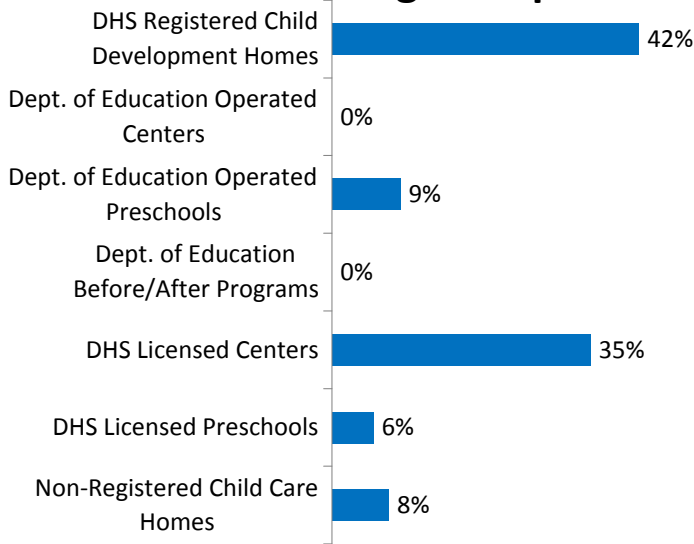 DHS Registered Child
Development Homes
42%
Dept. of Education Operated
Centers
0%
Dept. of Education Operated
Preschools
9%
Dept. of Education
Before/After Programs
0%
DHS Licensed Centers
35%
DHS Licensed Preschools
6%
Non-Registered Child Care
Homes
8%